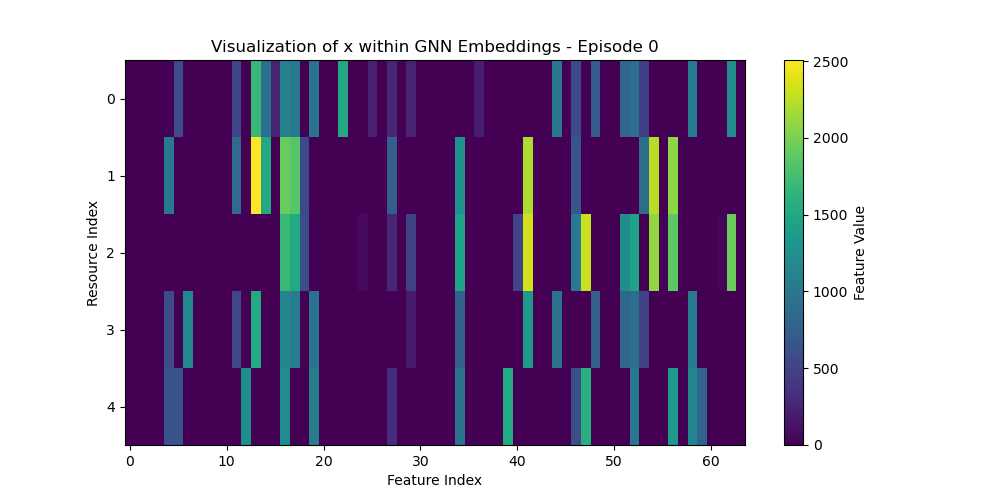 Visualization of x within GNN Embeddings - Episode 0
Resource Index
0
1
2
3
4
0 10 20 30 40 50 60
Feature Index
2500
2000
1500
1000
500
0
Feature Value